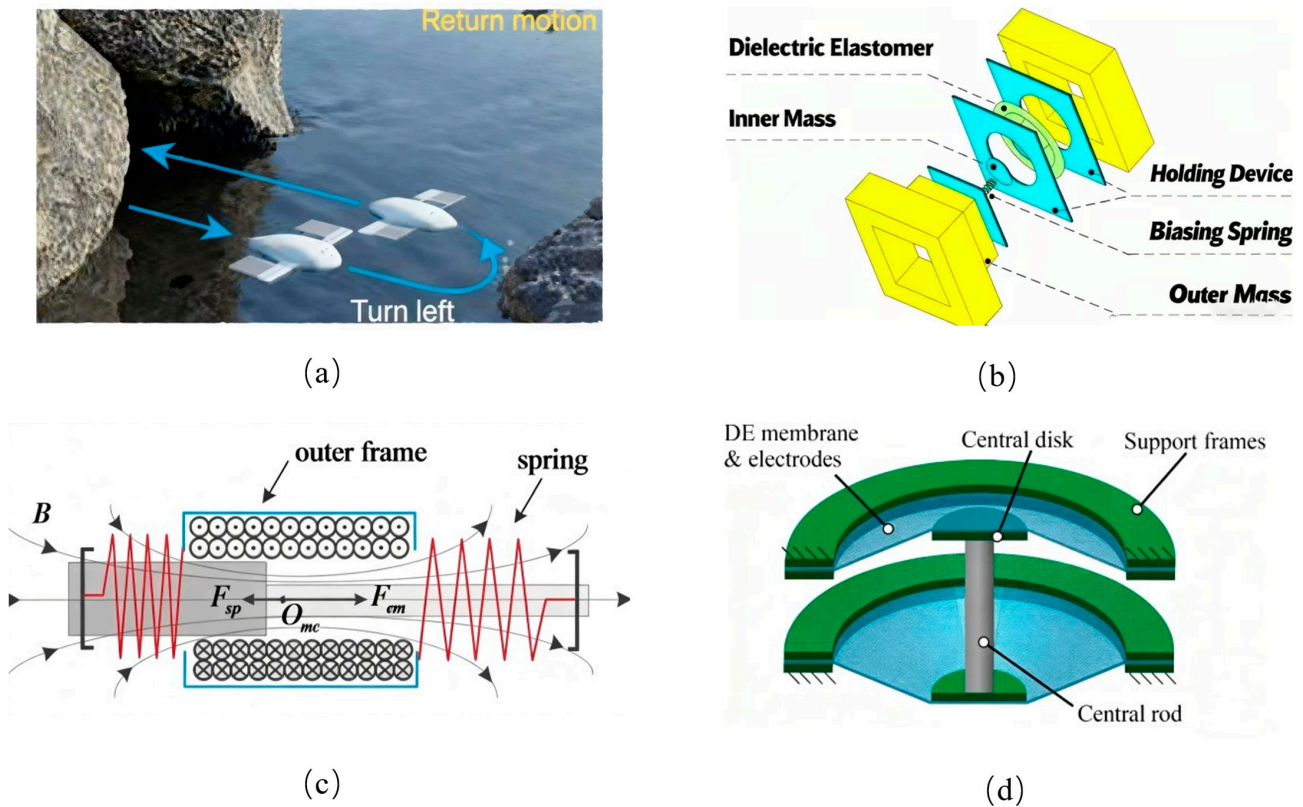 Return motion
Turn left
(a)
Dielectric Elastomer
Inner Mass
Holding Device
Biasing Spring
Outer Mass
(b)
outer frame
spring
B
F_sp
O_mc
F_em
(c)
DE membrane
& electrodes
Central disk
Support frames
Central rod
(d)